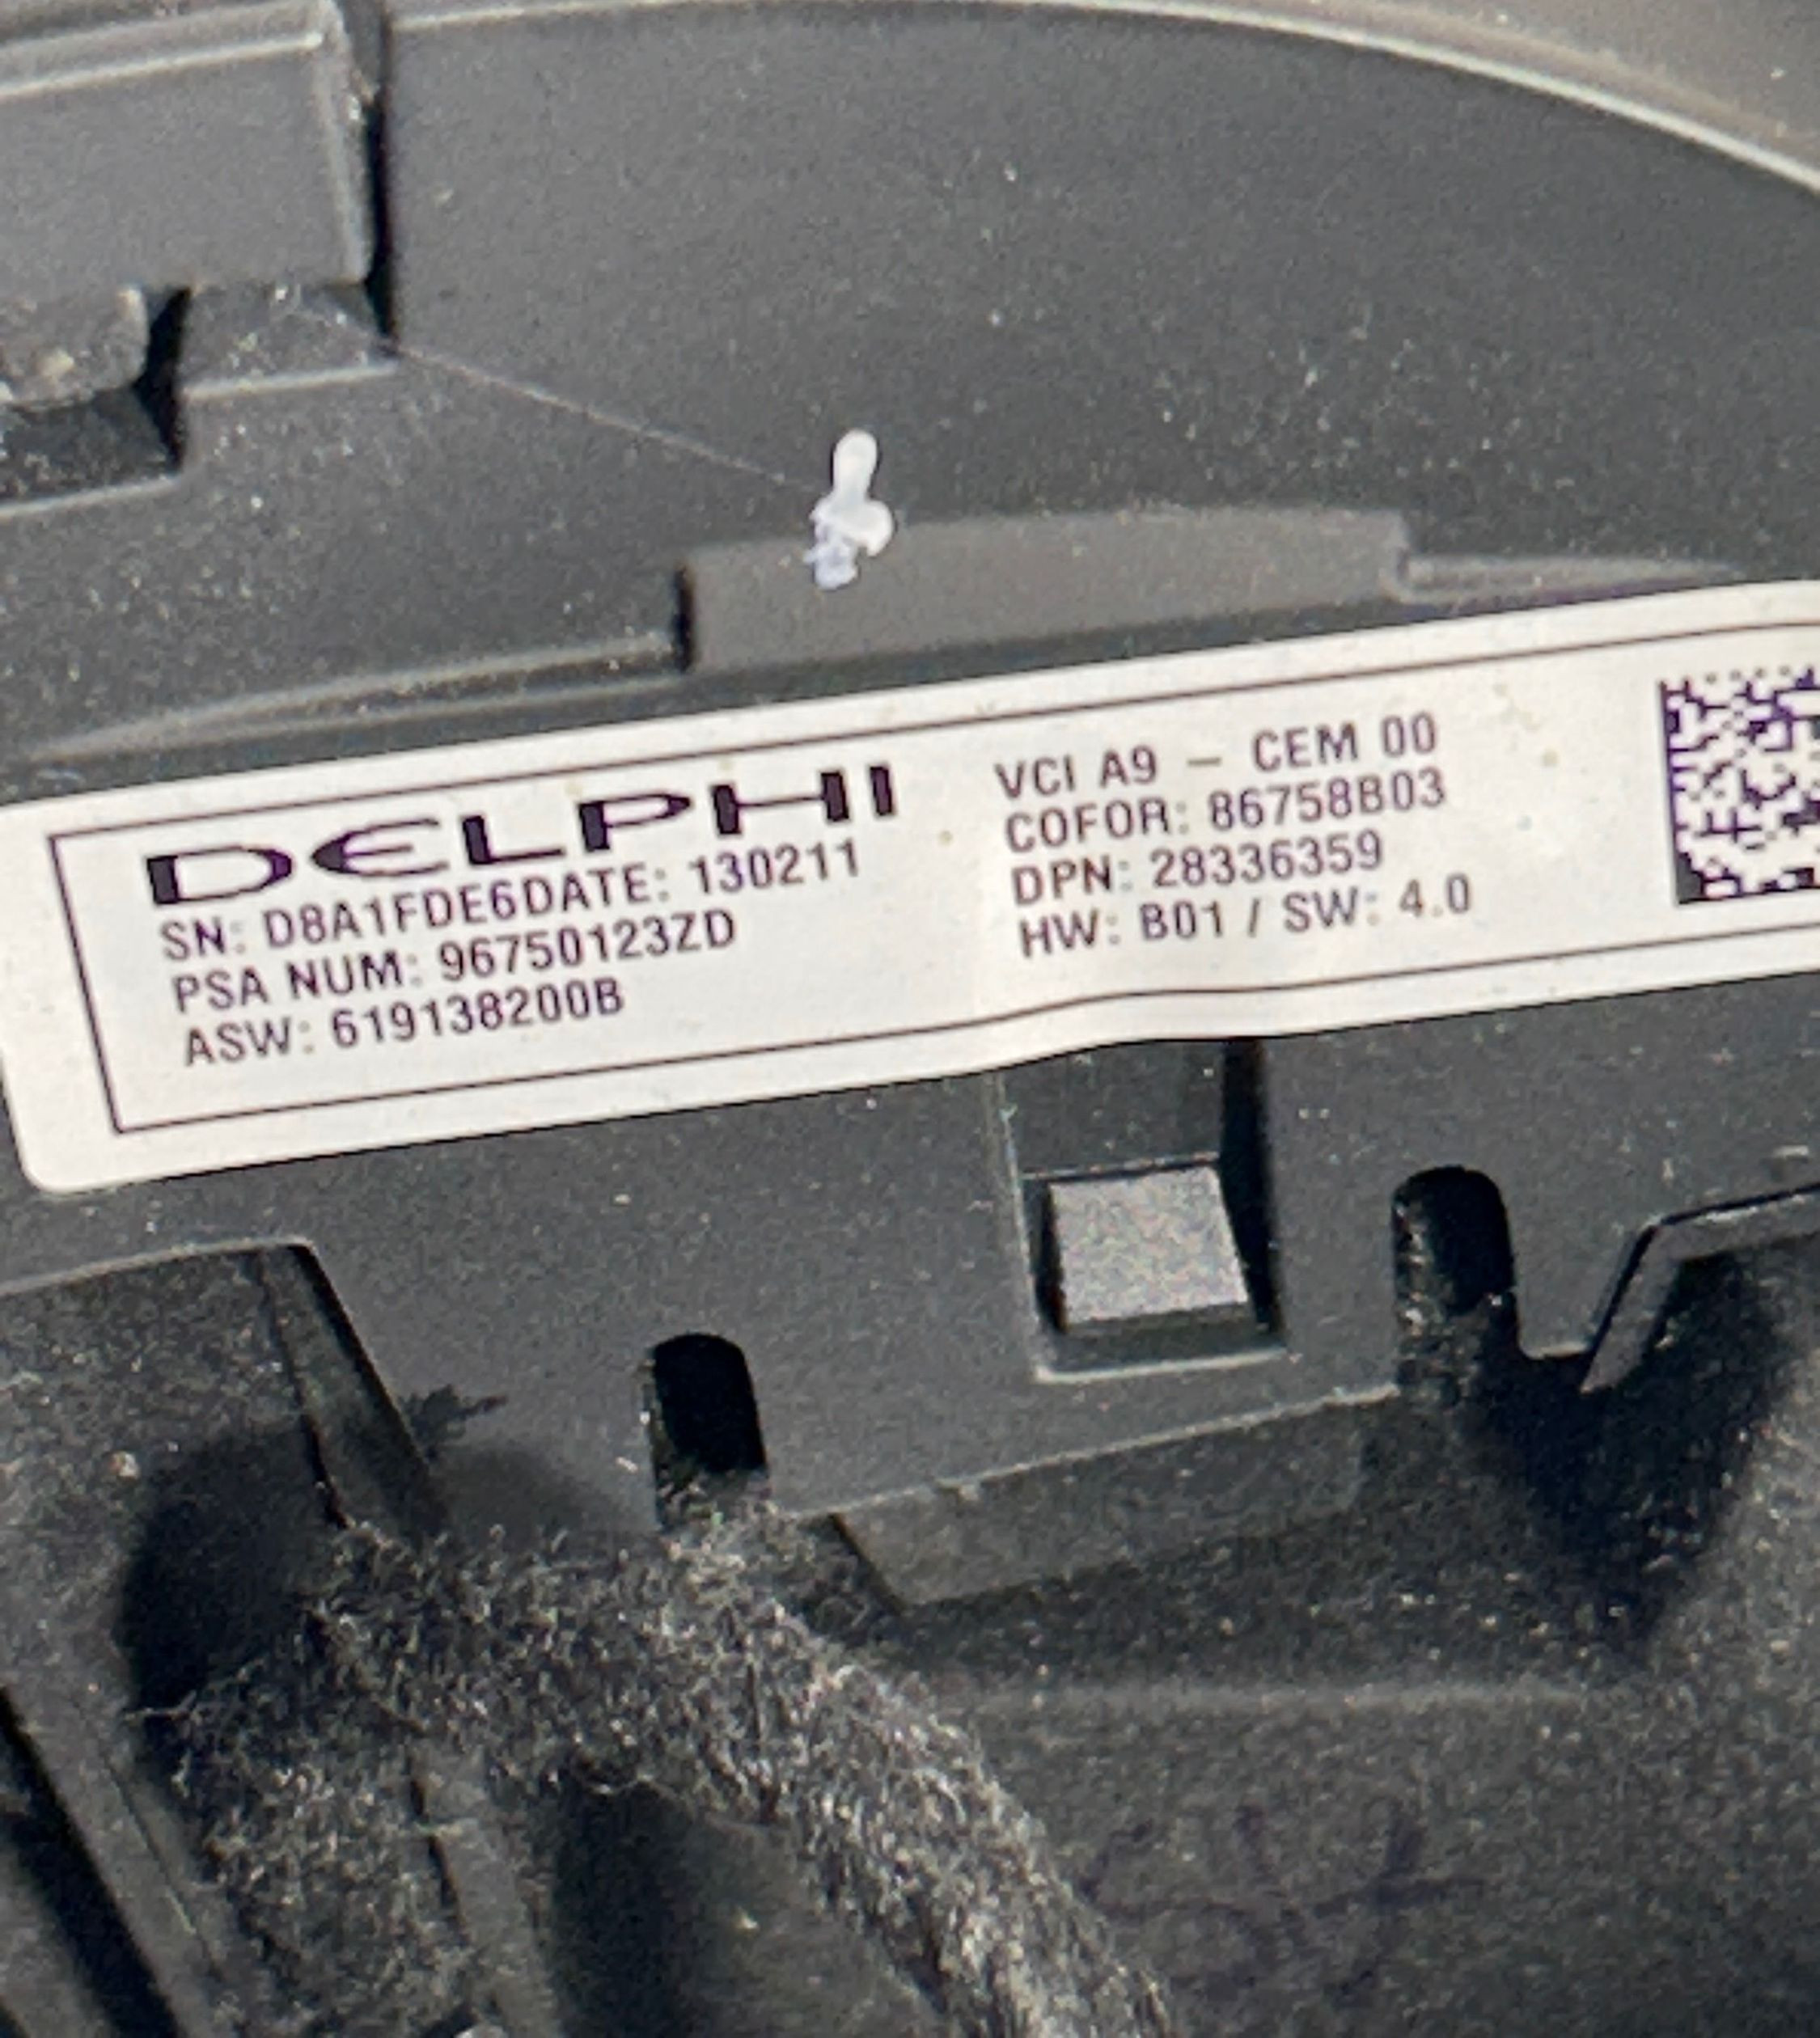 DELPHI
SN: D8A1FDE6DATE: 130211
PSA NUM: 96750123ZD
ASW: 619138200B
VCI A9 – CEM 00
COFOR: 86758B03
DPN: 28336359
HW: B01 / SW: 4.0